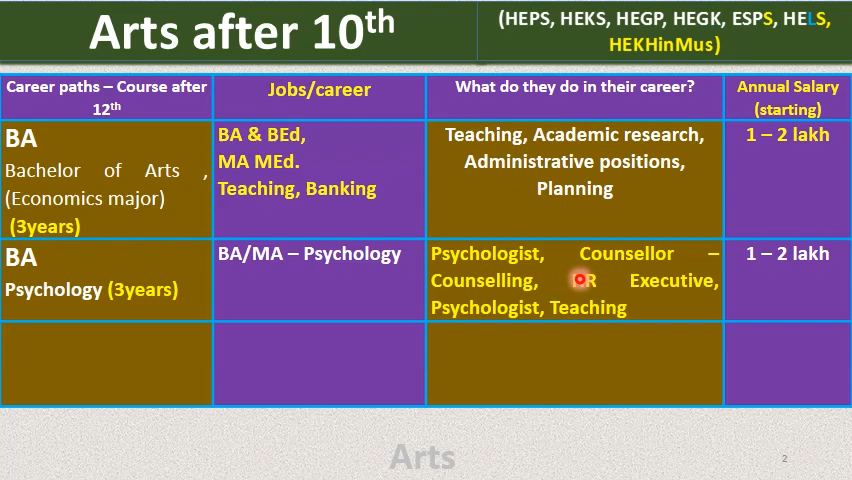 Arts after 10th
(HEPS, HEKS, HEGP, HEGK, ESPS, HELS,
HEKHinMus)
Career paths – Course after
12th
Jobs/career
What do they do in their career?
Annual Salary
(starting)
BA
Bachelor of Arts ,
(Economics major)
(3years)
BA & BEd,
MA MEd.
Teaching, Banking
Teaching, Academic research,
Administrative positions,
Planning
1 – 2 lakh
BA
Psychology (3years)
BA/MA – Psychology
Psychologist, Counsellor –
Counselling, HR Executive,
Psychologist, Teaching
1 – 2 lakh
Arts
2